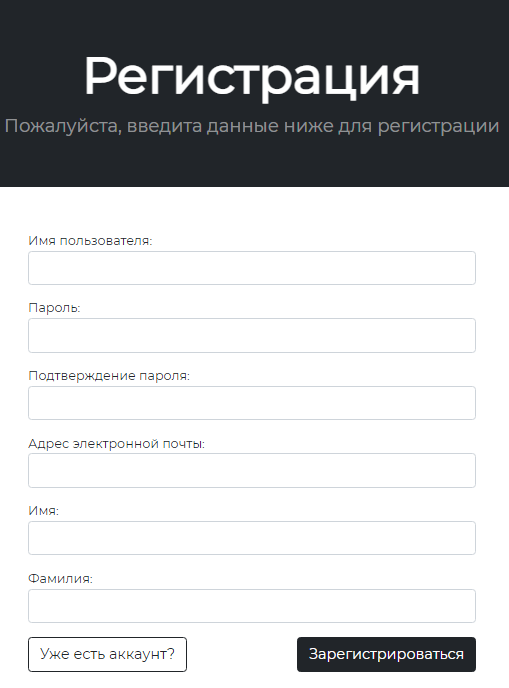 Регистрация
Пожалуйста, введита данные ниже для регистрации
Имя пользователя:
Пароль:
Подтверждение пароля:
Адрес электронной почты:
Имя:
Фамилия:
Уже есть аккаунт?
Зарегистрироваться